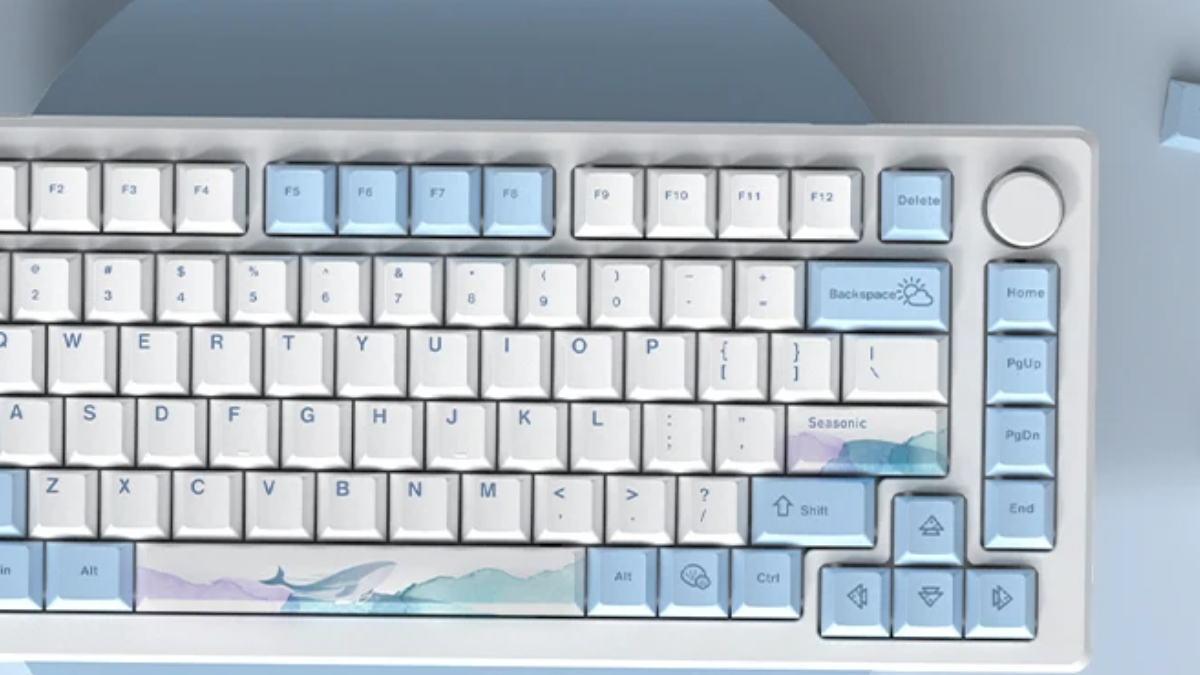 F2 F3 F4 F5 F6 F7 F8 F9 F10 F11 F12 Delete
@ # $ % ^ & * ( ) _ +
2 3 4 5 6 7 8 9 0 - = Backspace Home
Q W E R T Y U I O P { } |
[ ] \ PgUp
A S D F G H J K L : " Seasonic
; , PgDn
Z X C V B N M < > ? Shift End
, . /
in Alt Alt Ctrl